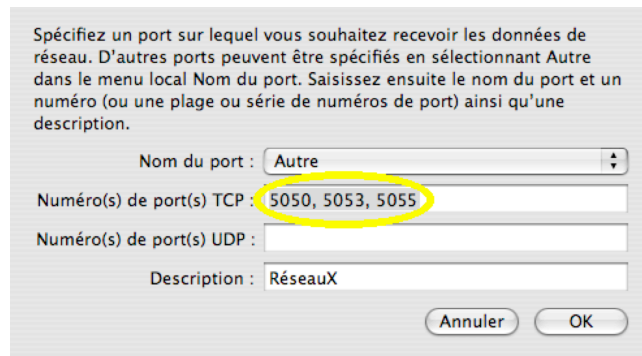 Spécifiez un port sur lequel vous souhaitez recevoir les données de
réseau. D'autres ports peuvent être spécifiés en sélectionnant Autre
dans le menu local Nom du port. Saisissez ensuite le nom du port et un
numéro (ou une plage ou série de numéros de port) ainsi qu'une
description.
Nom du port : Autre
Numéro(s) de port(s) TCP : 5050, 5053, 5055
Numéro(s) de port(s) UDP :
Description : RéseauX
Annuler OK